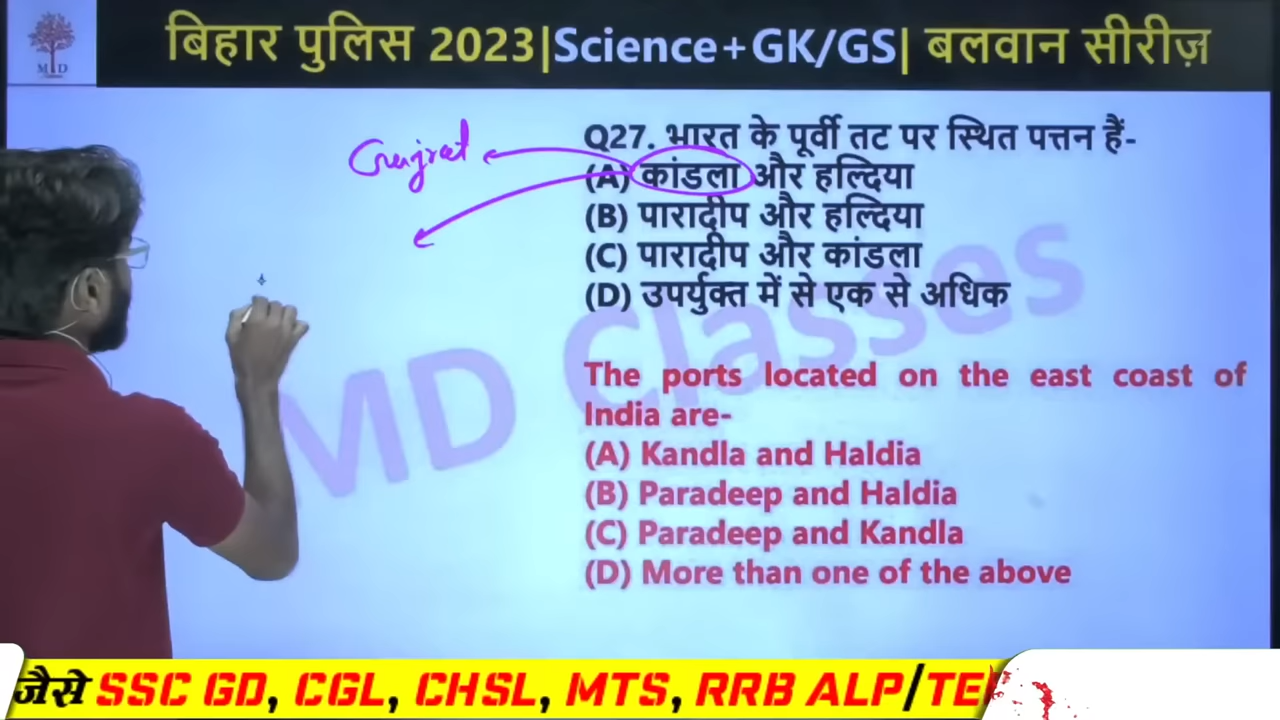 बिहार पुलिस 2023|Science+GK/GS| बलवान सीरीज़
M D
Gujrat
Q27. भारत के पूर्वी तट पर स्थित पत्तन हैं-
(A) कांडला और हल्दिया
(B) पारादीप और हल्दिया
(C) पारादीप और कांडला
(D) उपर्युक्त में से एक से अधिक
MD Classes
The ports located on the east coast of
India are-
(A) Kandla and Haldia
(B) Paradeep and Haldia
(C) Paradeep and Kandla
(D) More than one of the above
जैसे SSC GD, CGL, CHSL, MTS, RRB ALP/TE